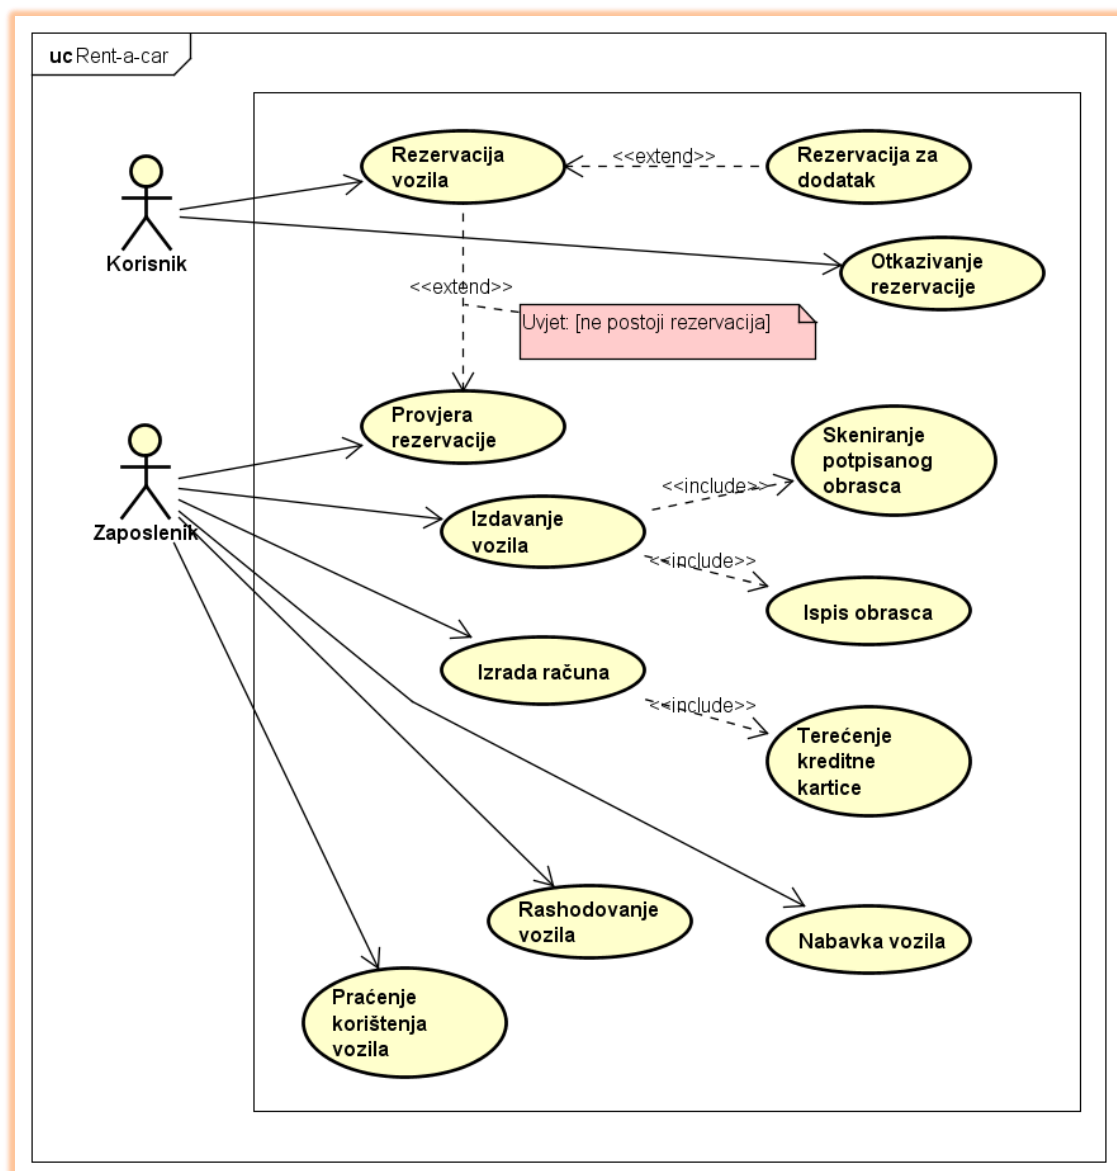 uc Rent-a-car
Rezervacija
vozila
<<extend>>
Rezervacija za
dodatak
Korisnik
Otkazivanje
rezervacije
<<extend>>
Uvjet: [ne postoji rezervacija]
Provjera
rezervacije
Zaposlenik
Skeniranje
potpisanog
obrasca
<<include>>
Izdavanje
vozila
<<include>>
Ispis obrasca
Izrada računa
<<include>>
Terećenje
kreditne
kartice
Rashodovanje
vozila
Nabavka vozila
Praćenje
korištenja
vozila